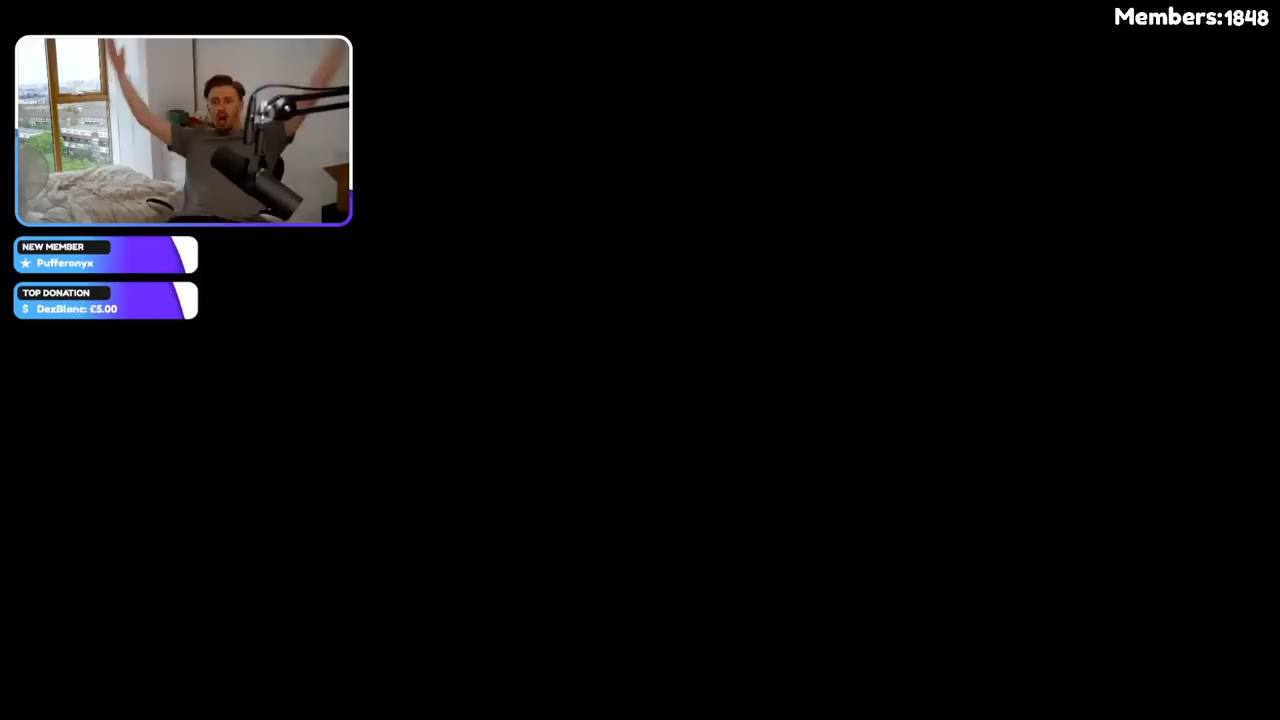 Members:1848
NEW MEMBER
★ Pufferonyx
TOP DONATION
$ DezBlanc: £5.00